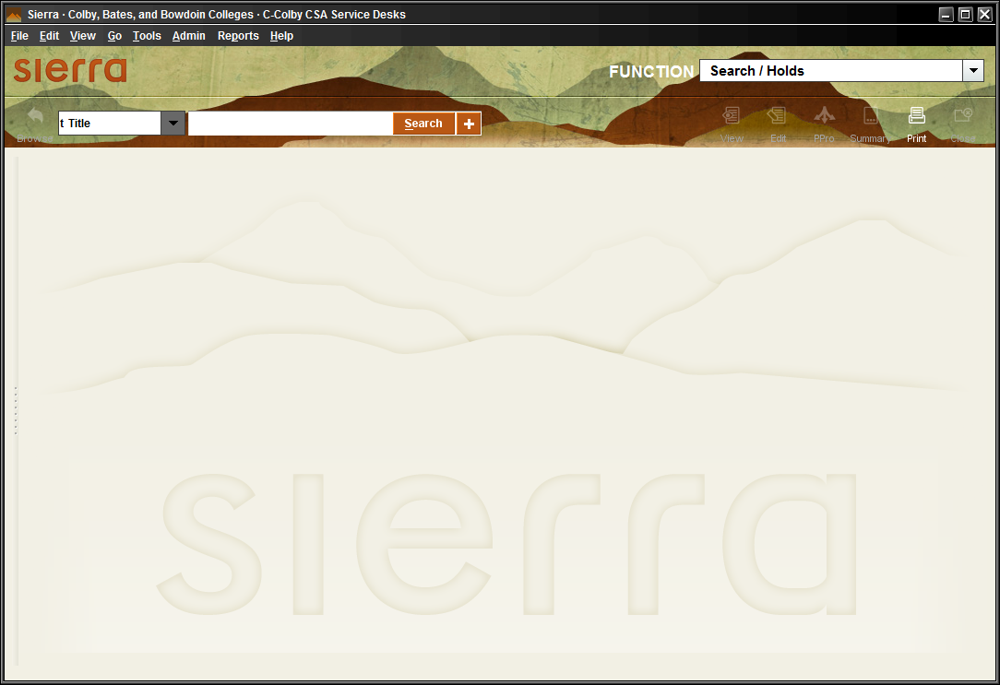 Sierra · Colby, Bates, and Bowdoin Colleges · C-Colby CSA Service Desks
File Edit View Go Tools Admin Reports Help
sierra
FUNCTION Search / Holds
t Title Search +
Browse View Edit PPro Summary Print Close
sierra